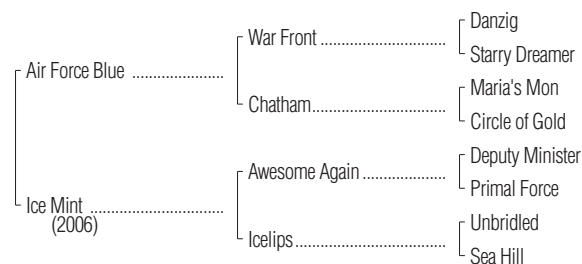 Danzig
War Front ........................................
Starry Dreamer
Air Force Blue .............................
Maria's Mon
Chatham...........................................
Circle of Gold
Deputy Minister
Awesome Again ..........................
Primal Force
Ice Mint ..........................................
(2006)
Unbridled
Icelips................................................
Sea Hill